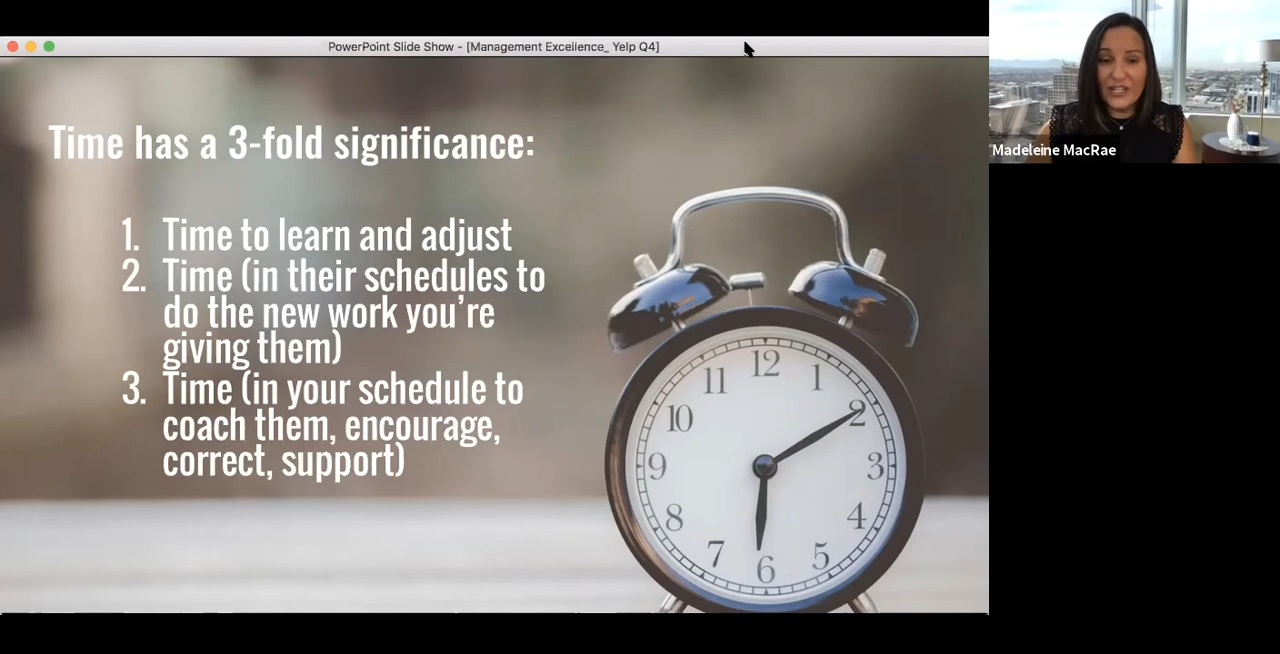 PowerPoint Slide Show - [Management Excellence_ Yelp Q4]
Madeleine MacRae
Time has a 3-fold significance:
1. Time to learn and adjust
2. Time (in their schedules to
do the new work you’re
giving them)
3. Time (in your schedule to
coach them, encourage,
correct, support)
12
11
1
10
2
9
3
8
4
7
5
6